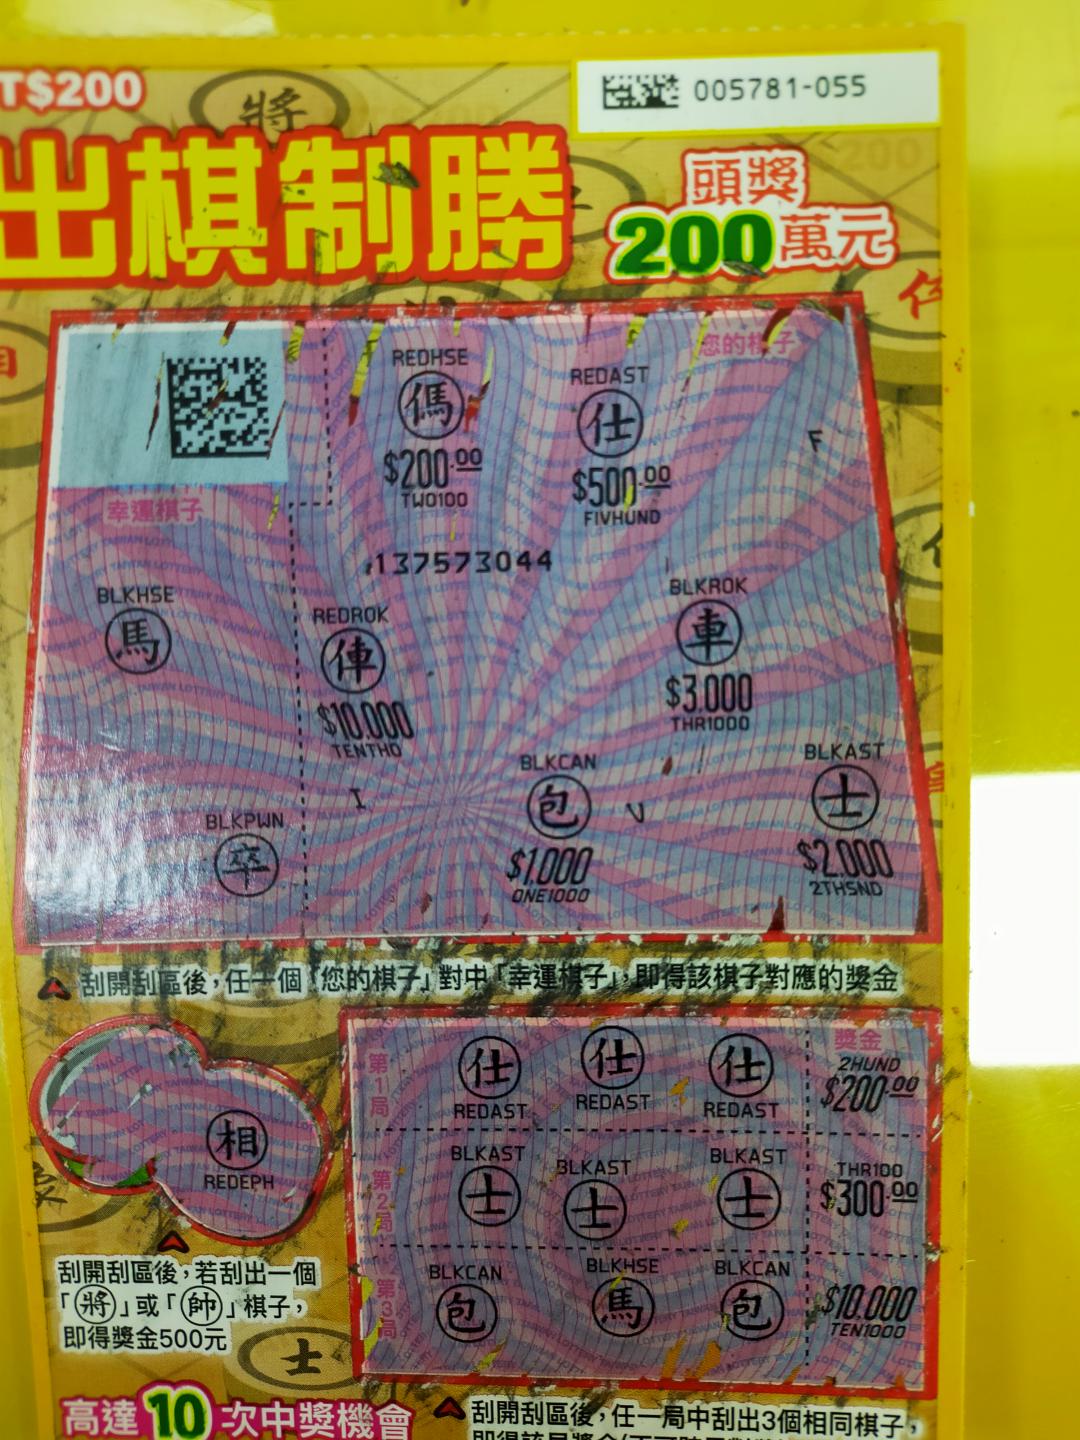 T$200
將
005781-055
出棋制勝
頭獎
200萬元
您的棋子
REDHSE
傌
$200.00
TWO100
REDAST
仕
$500.00
FIVHUND
F
幸運棋子
137573044
BLKHSE
馬
REDROK
俥
$10,000
TENTHO
BLKROK
車
$3,000
THR1000
BLKPWN
卒
I
BLKCAN
包
$1,000
ONE1000
V
BLKAST
士
$2,000
2THSND
刮開刮區後,任一個「您的棋子」對中「幸運棋子」,即得該棋子對應的獎金
相
REDEPH
刮開刮區後,若刮出一個
「將」或「帥」棋子,
即得獎金500元
獎金
第1局
仕 仕 仕
REDAST REDAST REDAST
2HUND
$200.00
第2局
BLKAST BLKAST BLKAST
士 士 士
THR100
$300.00
第3局
BLKCAN BLKHSE BLKCAN
包 馬 包
$10,000
TEN1000
士
高達10次中獎機會
刮開刮區後,任一局中刮出3個相同棋子,